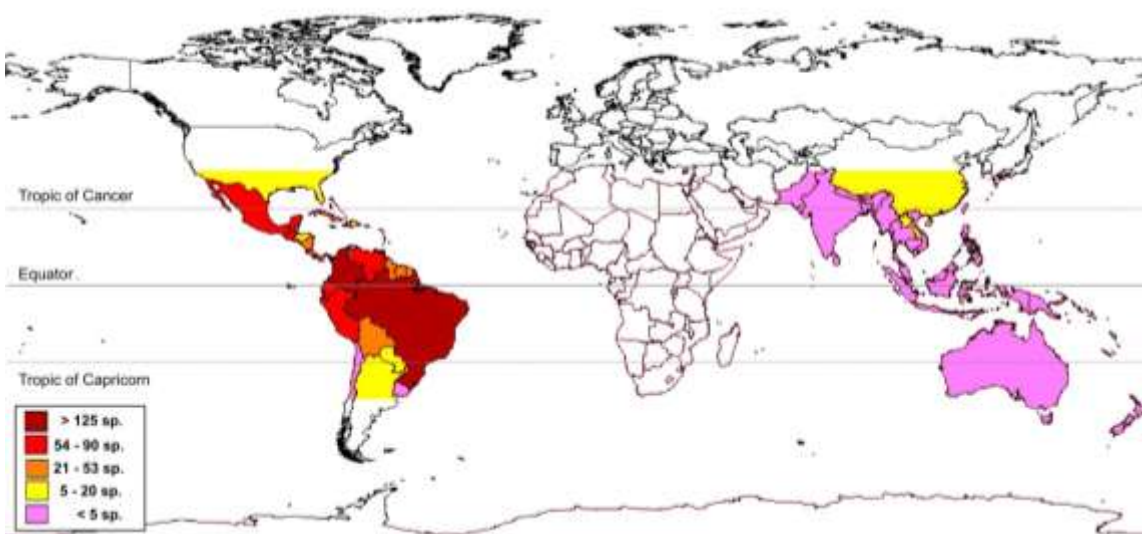 Tropic of Cancer
Equator
Tropic of Capricorn
> 125 sp.
54 - 90 sp.
21 - 53 sp.
5 - 20 sp.
< 5 sp.